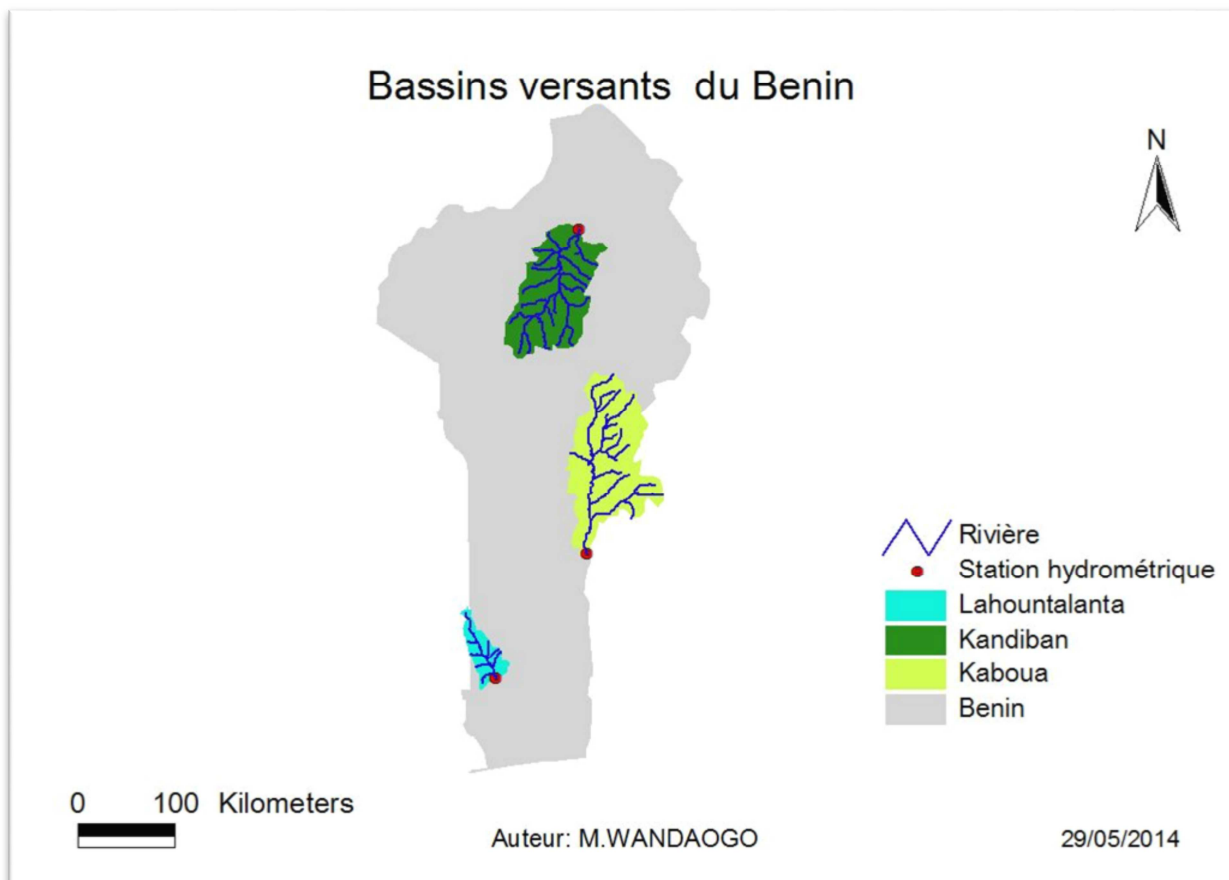 Bassins versants du Benin
N
Rivière
Station hydrométrique
Lahountalanta
Kandiban
Kaboua
Benin
0 100 Kilometers
Auteur: M.WANDAOGO
29/05/2014